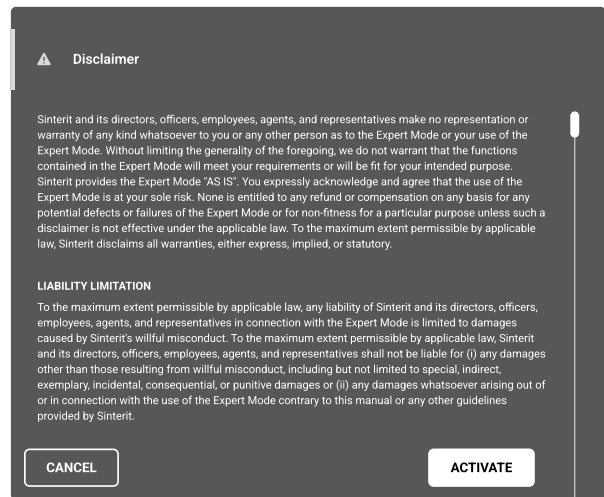 Disclaimer
Sinterit and its directors, officers, employees, agents, and representatives make no representation or
warranty of any kind whatsoever to you or any other person as to the Expert Mode or your use of the
Expert Mode. Without limiting the generality of the foregoing, we do not warrant that the functions
contained in the Expert Mode will meet your requirements or will be fit for your intended purpose.
Sinterit provides the Expert Mode "AS IS". You expressly acknowledge and agree that the use of the
Expert Mode is at your sole risk. None is entitled to any refund or compensation on any basis for any
potential defects or failures of the Expert Mode or for non-fitness for a particular purpose unless such a
disclaimer is not effective under the applicable law. To the maximum extent permissible by applicable
law, Sinterit disclaims all warranties, either express, implied, or statutory.
LIABILITY LIMITATION
To the maximum extent permissible by applicable law, any liability of Sinterit and its directors, officers,
employees, agents, and representatives in connection with the Expert Mode is limited to damages
caused by Sinterit's willful misconduct. To the maximum extent permissible by applicable law, Sinterit
and its directors, officers, employees, agents, and representatives shall not be liable for (i) any damages
other than those resulting from willful misconduct, including but not limited to special, indirect,
exemplary, incidental, consequential, or punitive damages or (ii) any damages whatsoever arising out of
or in connection with the use of the Expert Mode contrary to this manual or any other guidelines
provided by Sinterit.
CANCEL
ACTIVATE